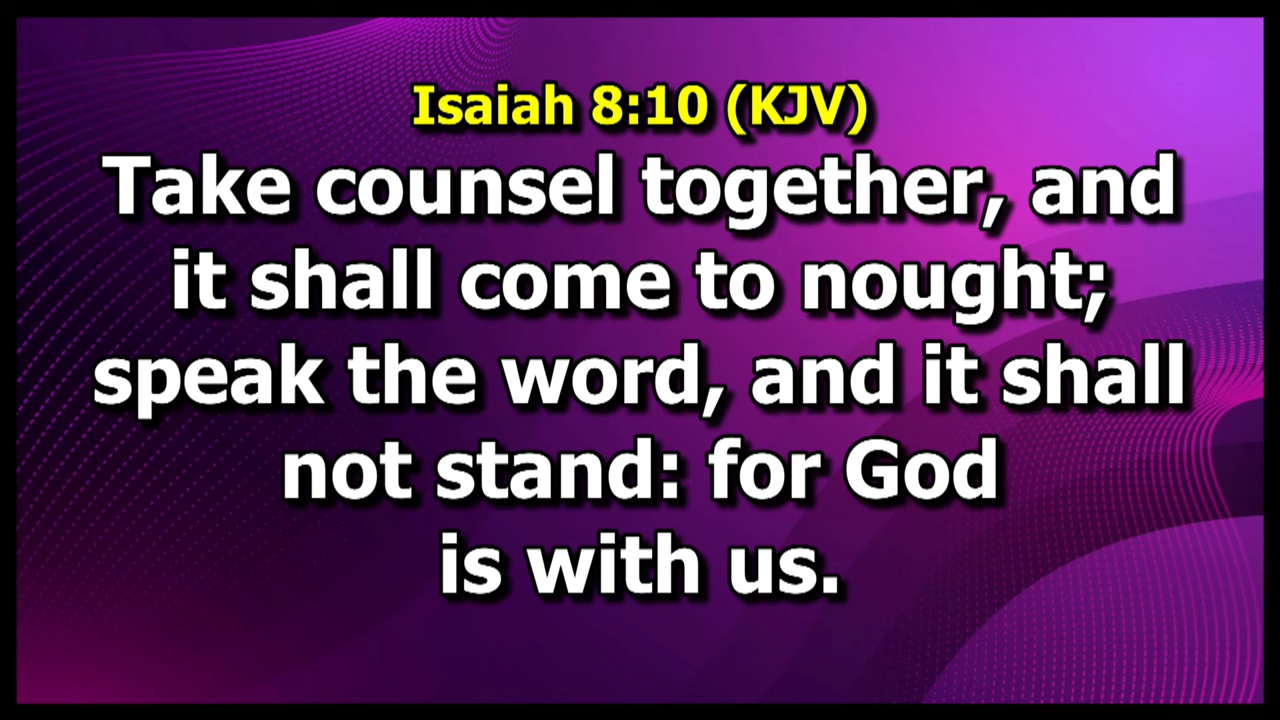 Isaiah 8:10 (KJV)
Take counsel together, and
it shall come to nought;
speak the word, and it shall
not stand: for God
is with us.